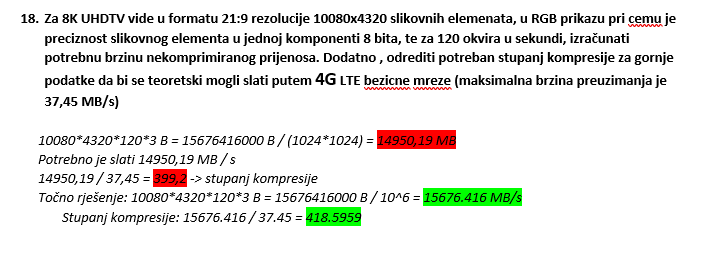 18. Za 8K UHDTV vide u formatu 21:9 rezolucije 10080x4320 slikovnih elemenata, u RGB prikazu pri cemu je
preciznost slikovnog elementa u jednoj komponenti 8 bita, te za 120 okvira u sekundi, izračunati
potrebnu brzinu nekomprimiranog prijenosa. Dodatno , odrediti potreban stupanj kompresije za gornje
podatke da bi se teoretski mogli slati putem 4G LTE bezicne mreze (maksimalna brzina preuzimanja je
37,45 MB/s)
10080*4320*120*3 B = 15676416000 B / (1024*1024) = 14950,19 MB
Potrebno je slati 14950,19 MB / s
14950,19 / 37,45 = 399,2 -> stupanj kompresije
Točno rješenje: 10080*4320*120*3 B = 15676416000 B / 10^6 = 15676.416 MB/s
Stupanj kompresije: 15676.416 / 37.45 = 418.5959